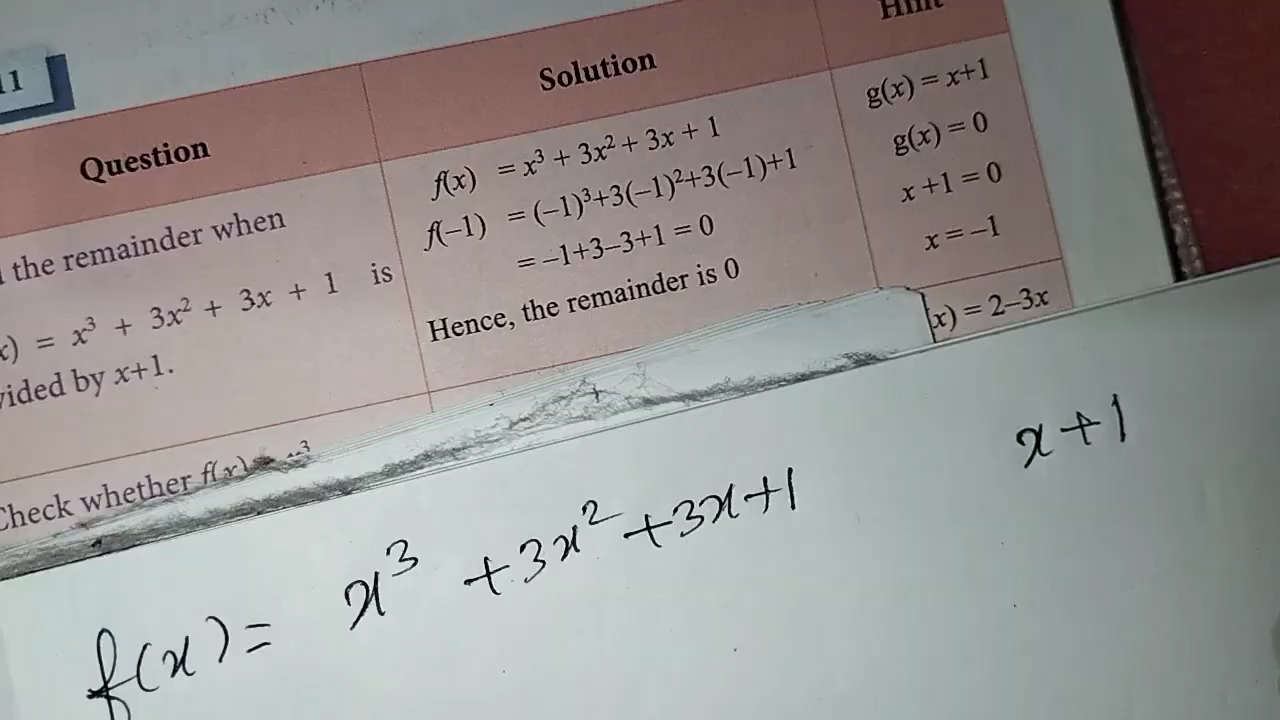 11
Question
Solution
Hint
the remainder when
x) = x³ + 3x² + 3x + 1 is
vided by x+1.
f(x) = x³ + 3x² + 3x + 1
f(–1) = (–1)³+3(–1)²+3(–1)+1
= –1+3–3+1 = 0
Hence, the remainder is 0
g(x) = x+1
g(x) = 0
x +1 = 0
x = –1
x) = 2–3x
Check whether f(x) = x³
x+1
f(x) = x³ +3x² +3x+1